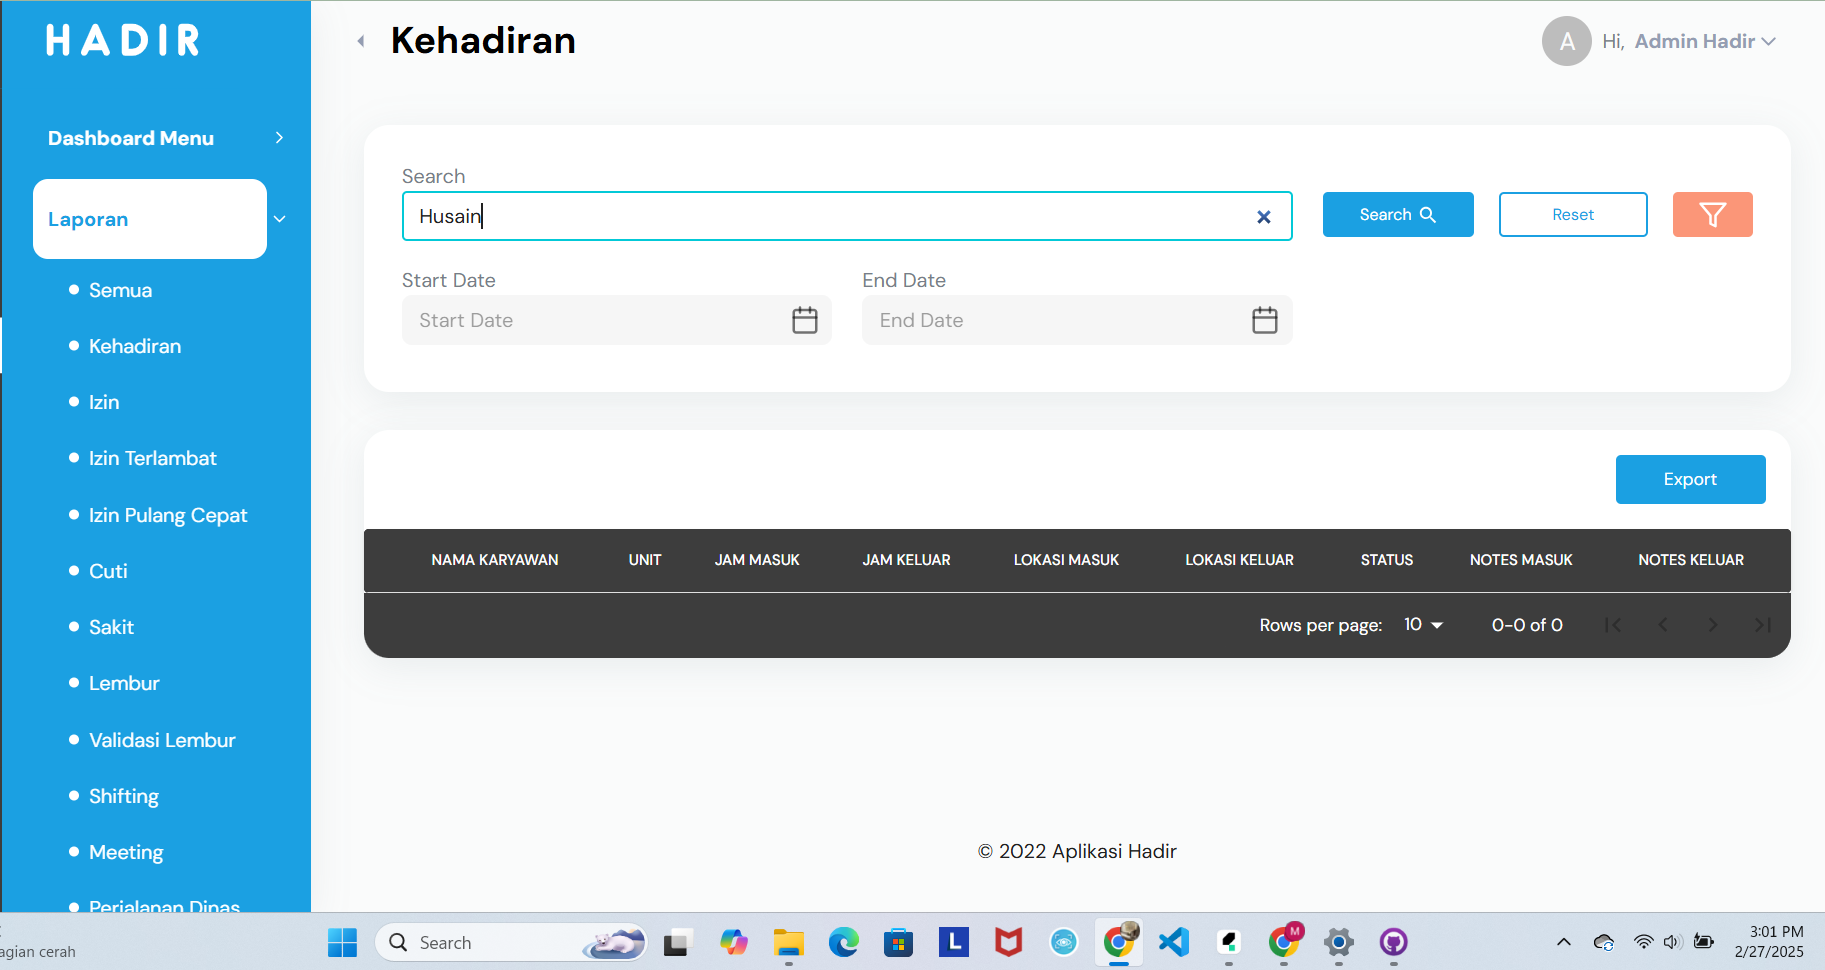 HADIR
Kehadiran
A Hi, Admin Hadir
Dashboard Menu
Laporan
Semua
Kehadiran
Izin
Izin Terlambat
Izin Pulang Cepat
Cuti
Sakit
Lembur
Validasi Lembur
Shifting
Meeting
Perjalanan Dinas
Search
Husain
Search
Reset
Start Date
End Date
Start Date
End Date
Export
NAMA KARYAWAN UNIT JAM MASUK JAM KELUAR LOKASI MASUK LOKASI KELUAR STATUS NOTES MASUK NOTES KELUAR
Rows per page: 10 0-0 of 0
© 2022 Aplikasi Hadir
agian cerah
Search
L
M
3:01 PM
2/27/2025